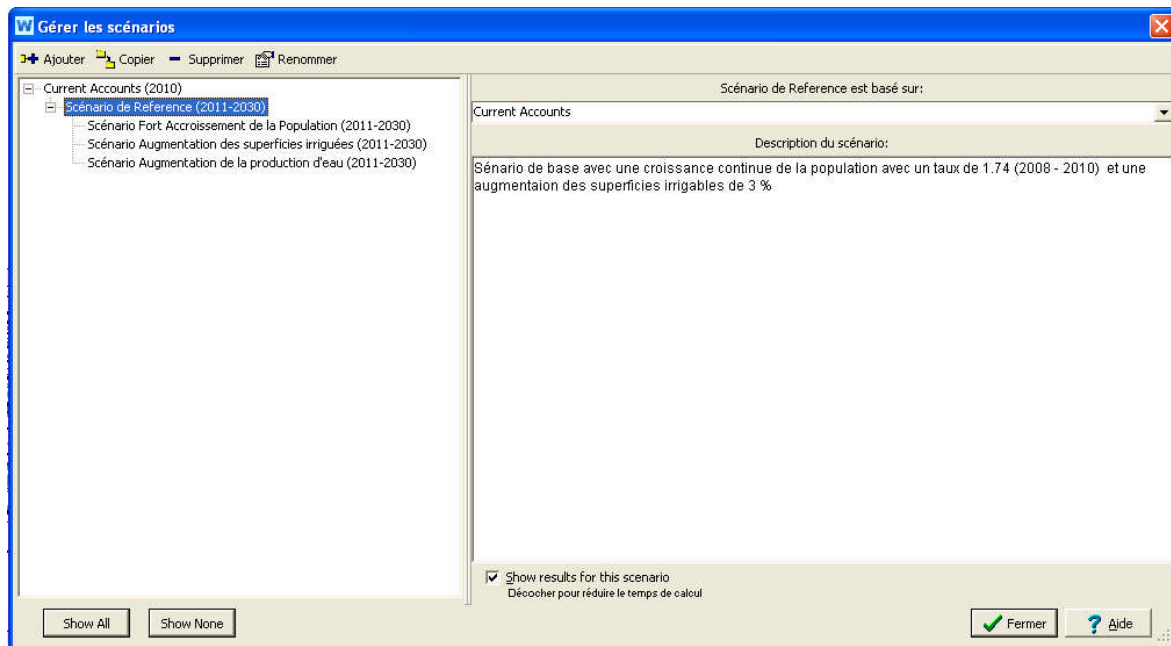 W Gérer les scénarios
Ajouter Copier Supprimer Renommer
Current Accounts (2010)
Scénario de Reference (2011-2030)
Scénario Fort Accroissement de la Population (2011-2030)
Scénario Augmentation des superficies irriguées (2011-2030)
Scénario Augmentation de la production d'eau (2011-2030)
Scénario de Reference est basé sur:
Current Accounts
Description du scénario:
Sénario de base avec une croissance continue de la population avec un taux de 1.74 (2008 - 2010) et une
augmentaion des superficies irrigables de 3 %
Show results for this scenario
Décocher pour réduire le temps de calcul
Show All Show None
Fermer ? Aide